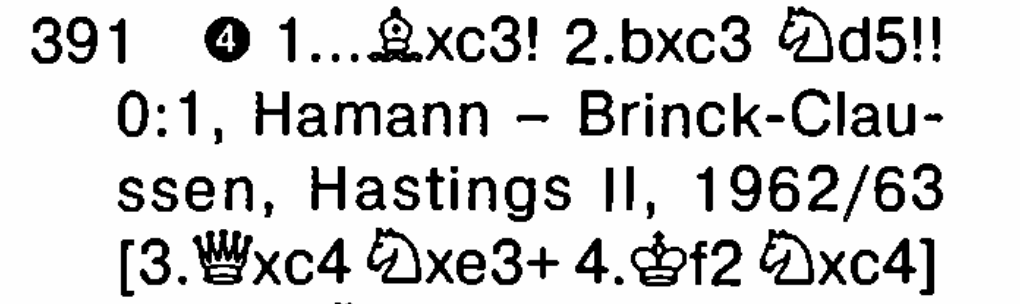 391 ❹ 1...♗xc3! 2.bxc3 ♘d5!!
0:1, Hamann – Brinck-Clau-
ssen, Hastings II, 1962/63
[3.♕xc4 ♘xe3+ 4.♔f2 ♘xc4]